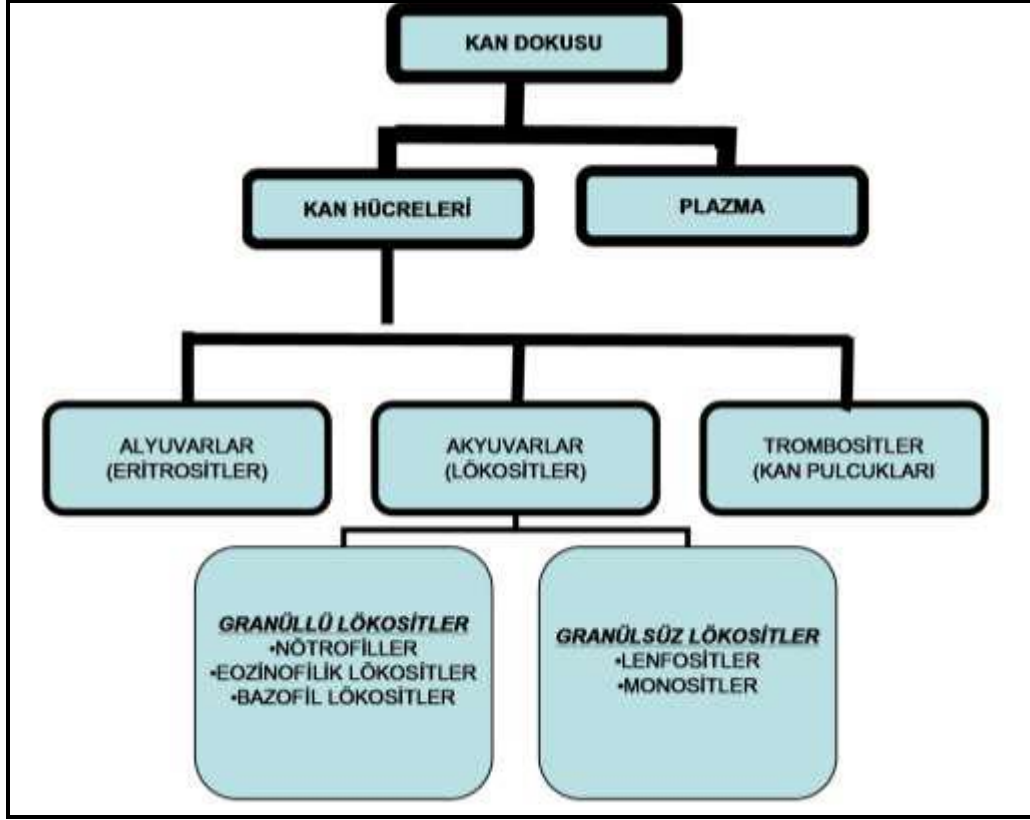 KAN DOKUSU
KAN HÜCRELERİ
PLAZMA
ALYUVARLAR
(ERİTROSİTLER)
AKYUVARLAR
(LÖKOSİTLER)
TROMBOSİTLER
(KAN PULCUKLARI
GRANÜLLÜ LÖKOSİTLER
•NÖTROFİLLER
•EOZİNOFİLİK LÖKOSİTLER
•BAZOFİL LÖKOSİTLER
GRANÜLSÜZ LÖKOSİTLER
•LENFOSİTLER
•MONOSİTLER